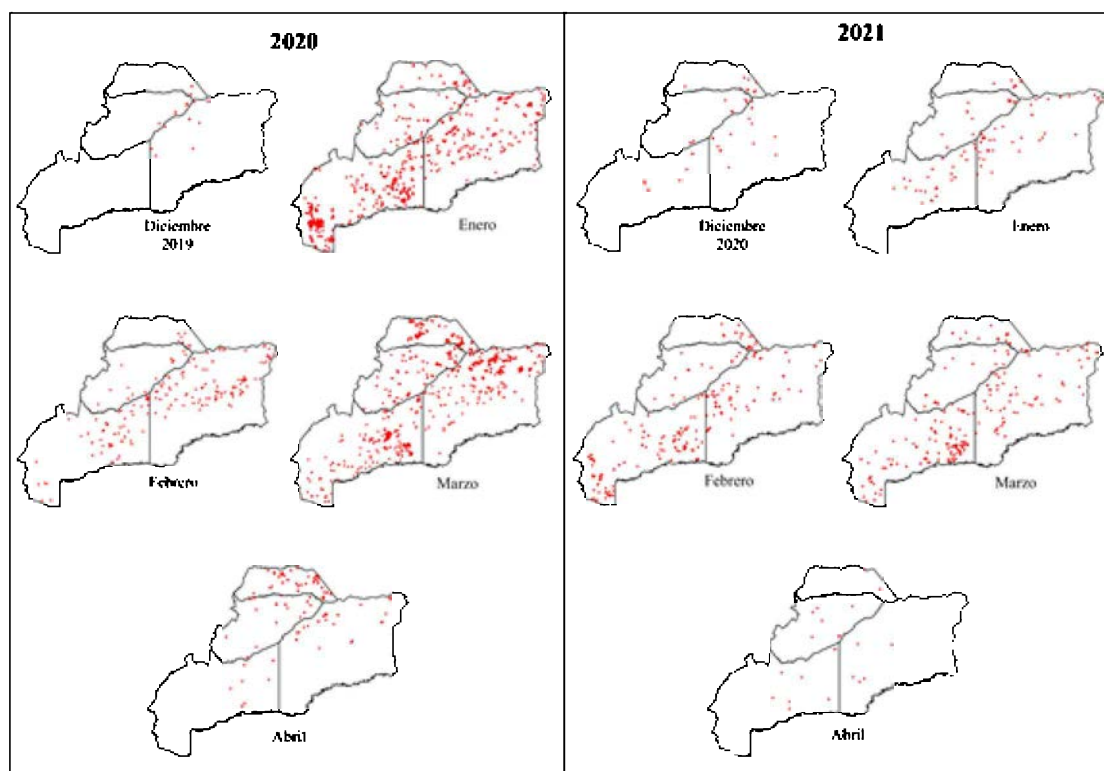 2020
Diciembre
2019
Enero
Febrero
Marzo
Abril
2021
Diciembre
2020
Enero
Febrero
Marzo
Abril